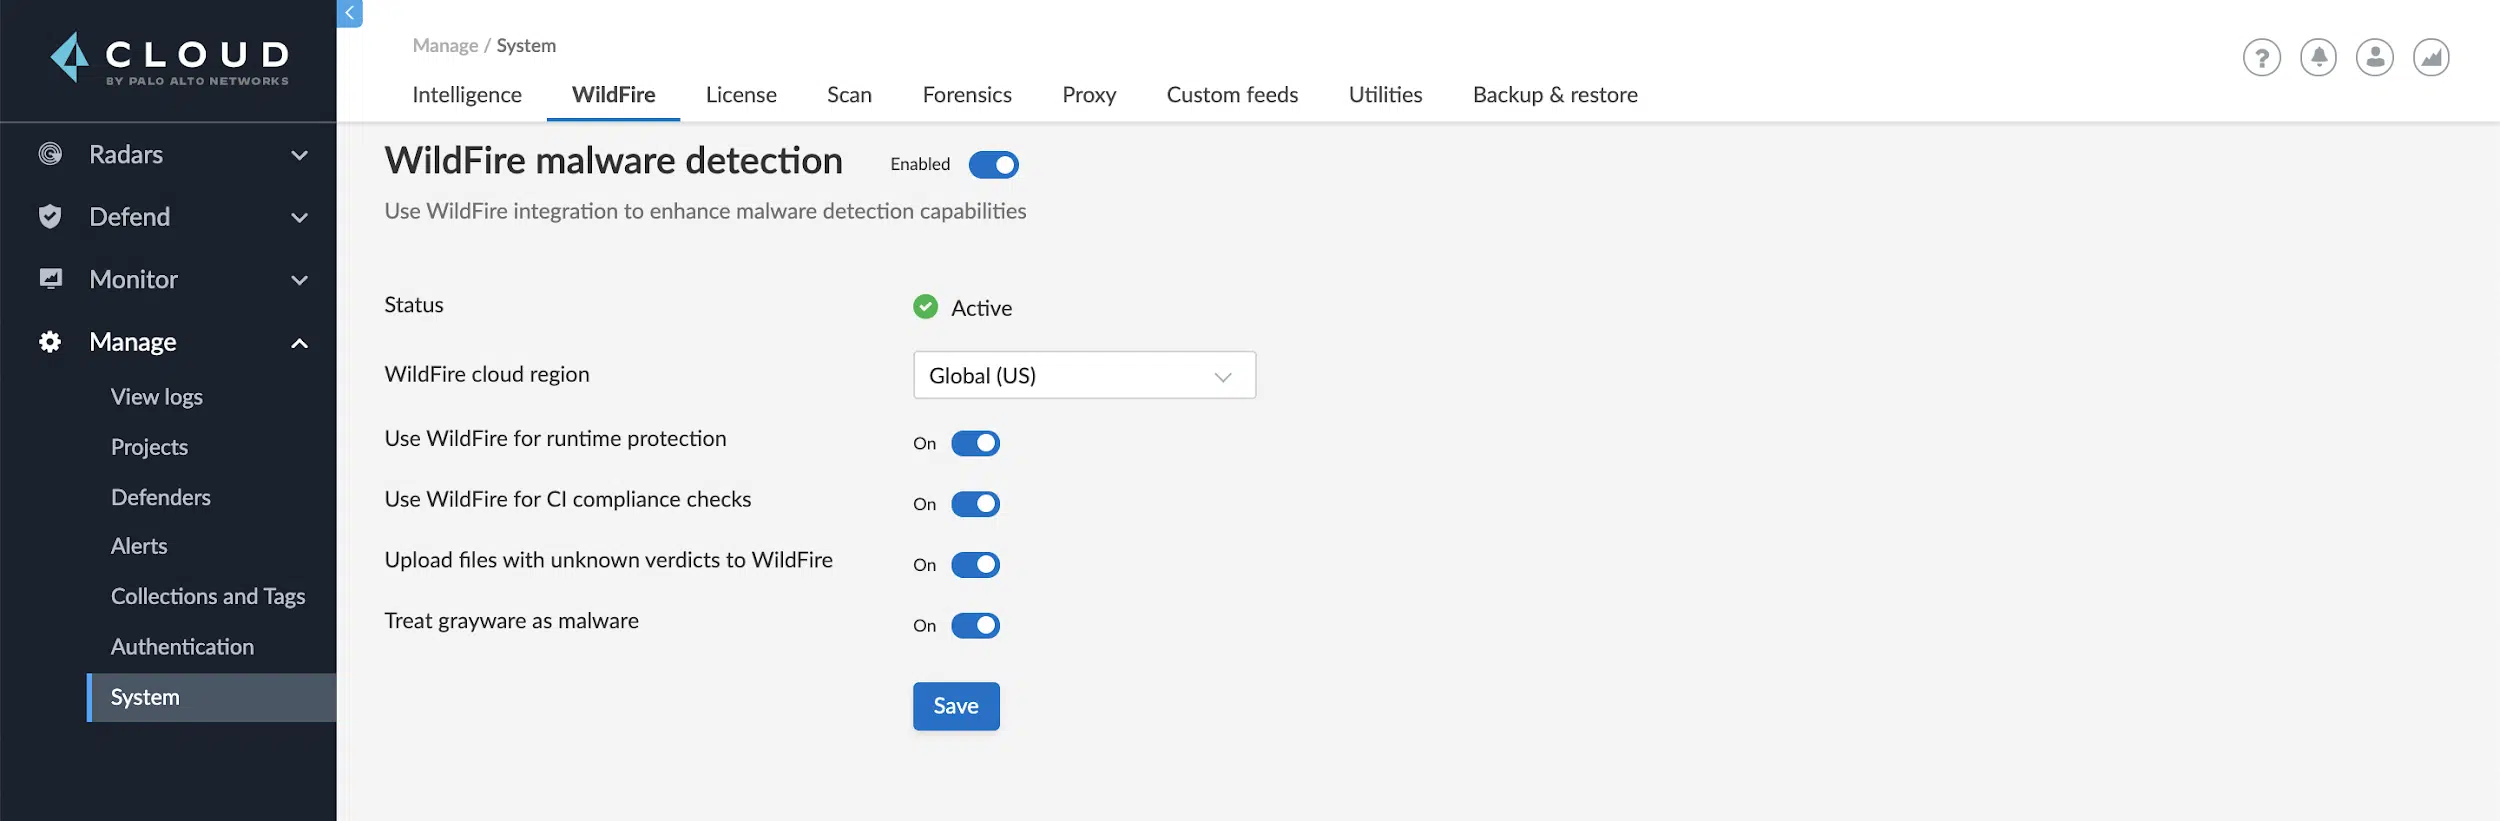 CLOUD
BY PALO ALTO NETWORKS
Radars
Defend
Monitor
Manage
View logs
Projects
Defenders
Alerts
Collections and Tags
Authentication
System
Manage / System
Intelligence WildFire License Scan Forensics Proxy Custom feeds Utilities Backup & restore
WildFire malware detection Enabled
Use WildFire integration to enhance malware detection capabilities
Status Active
WildFire cloud region Global (US)
Use WildFire for runtime protection On
Use WildFire for CI compliance checks On
Upload files with unknown verdicts to WildFire On
Treat grayware as malware On
Save